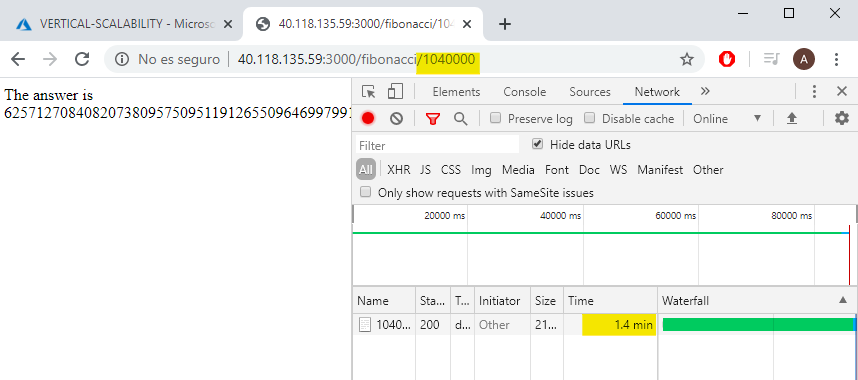 VERTICAL-SCALABILITY - Microso
40.118.135.59:3000/fibonacci/104
No es seguro 40.118.135.59:3000/fibonacci/1040000
A
The answer is
Elements Console Sources Network
Preserve log Disable cache Online
Filter
Hide data URLs
All XHR JS CSS Img Media Font Doc WS Manifest Other
Only show requests with SameSite issues
20000 ms 40000 ms 60000 ms 80000 ms
Name Sta... T... Initiator Size Time Waterfall
1040... 200 d... Other 21... 1.4 min